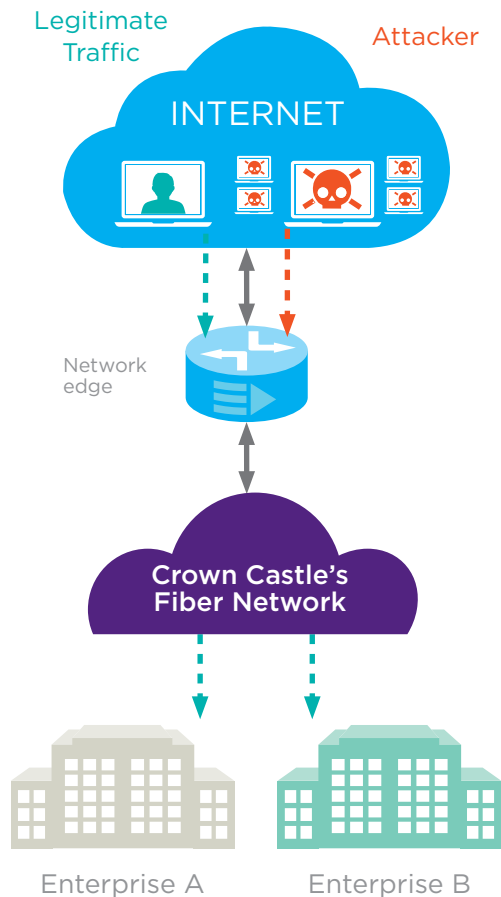 Legitimate
Traffic
Attacker
INTERNET
Network
edge
Crown Castle's
Fiber Network
Enterprise A
Enterprise B